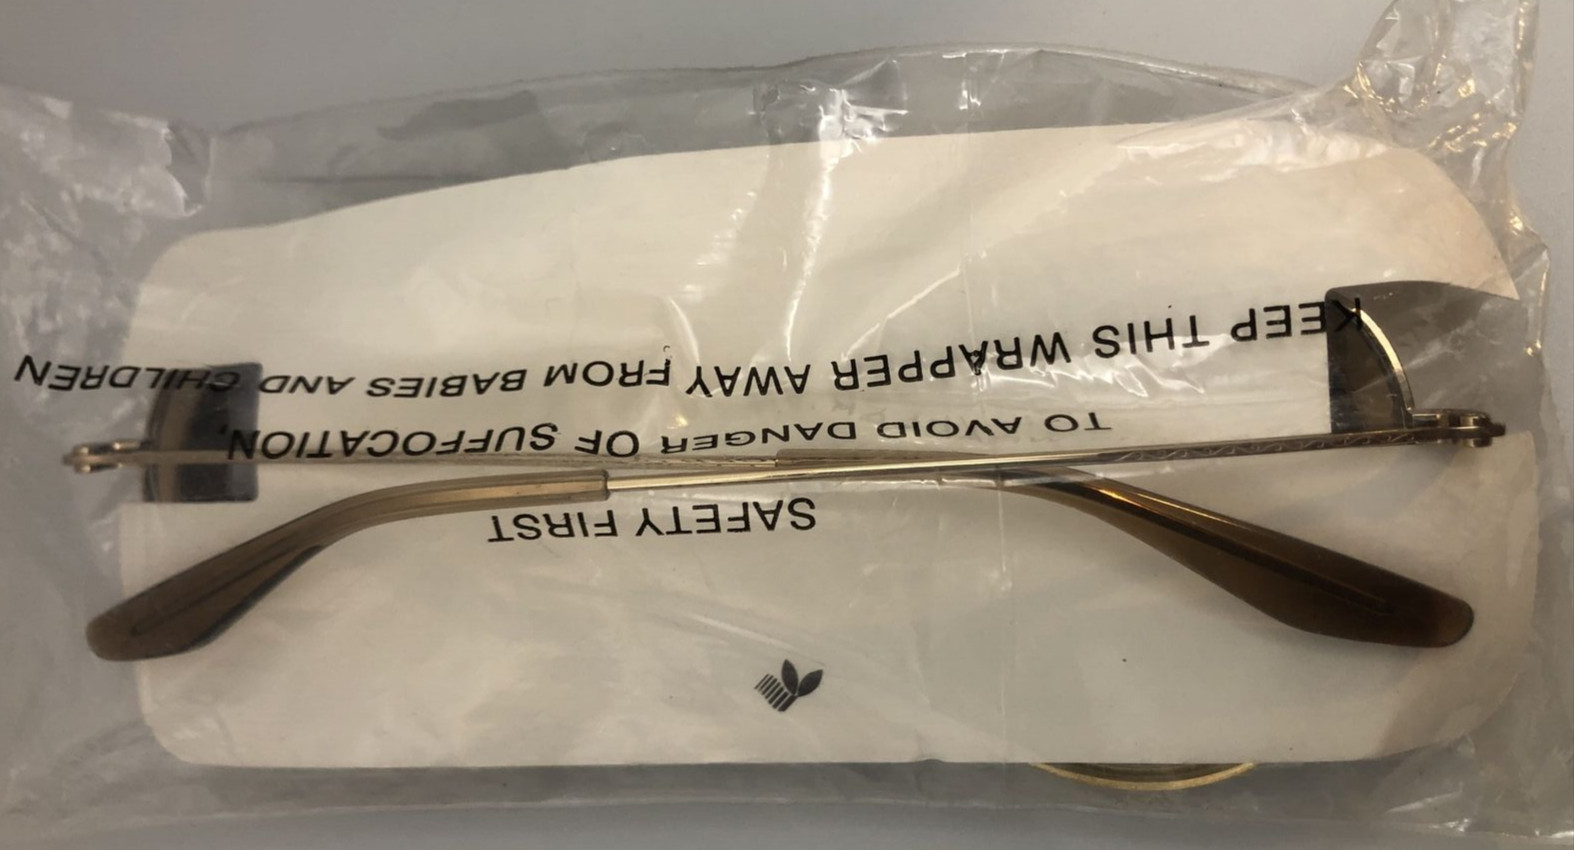 SAFETY FIRST
TO AVOID DANGER OF SUFFOCATION,
KEEP THIS WRAPPER AWAY FROM BABIES AND CHILDREN